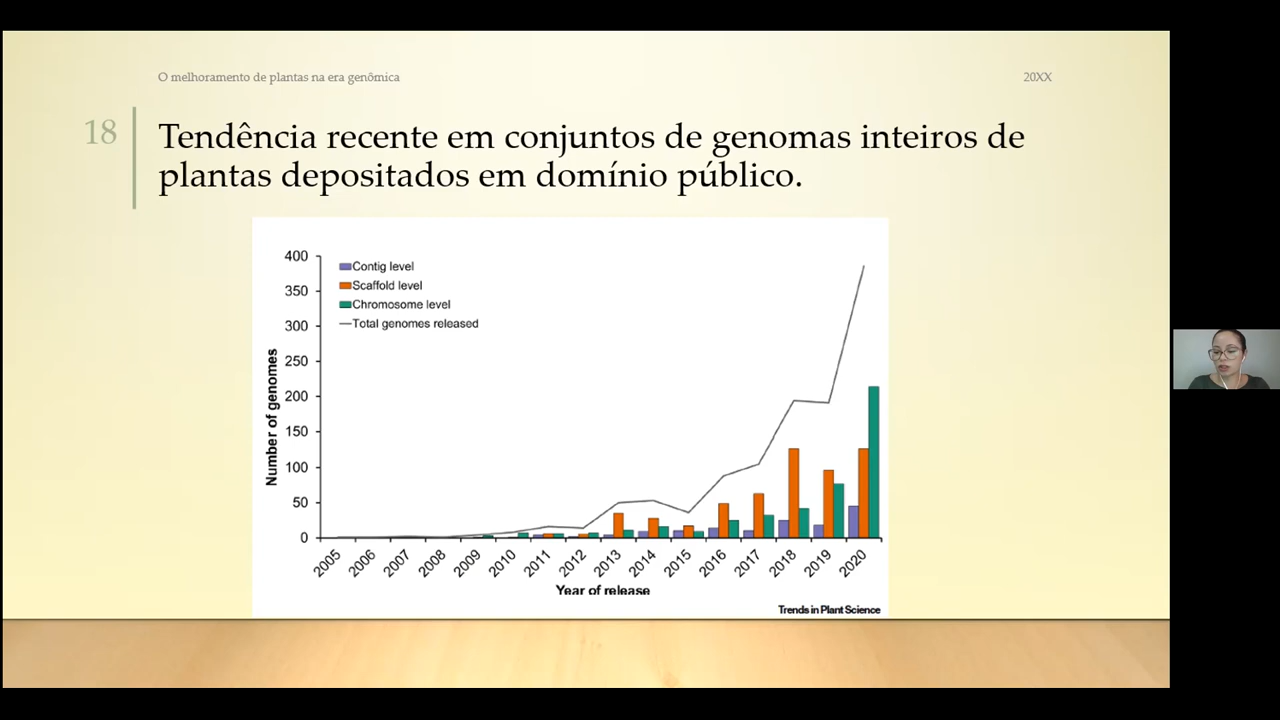 O melhoramento de plantas na era genômica
20XX
18
Tendência recente em conjuntos de genomas inteiros de
plantas depositados em domínio público.
400
350
300
250
200
150
100
50
0
Number of genomes
Contig level
Scaffold level
Chromosome level
Total genomes released
2005
2006
2007
2008
2009
2010
2011
2012
2013
2014
2015
2016
2017
2018
2019
2020
Year of release
Trends in Plant Science